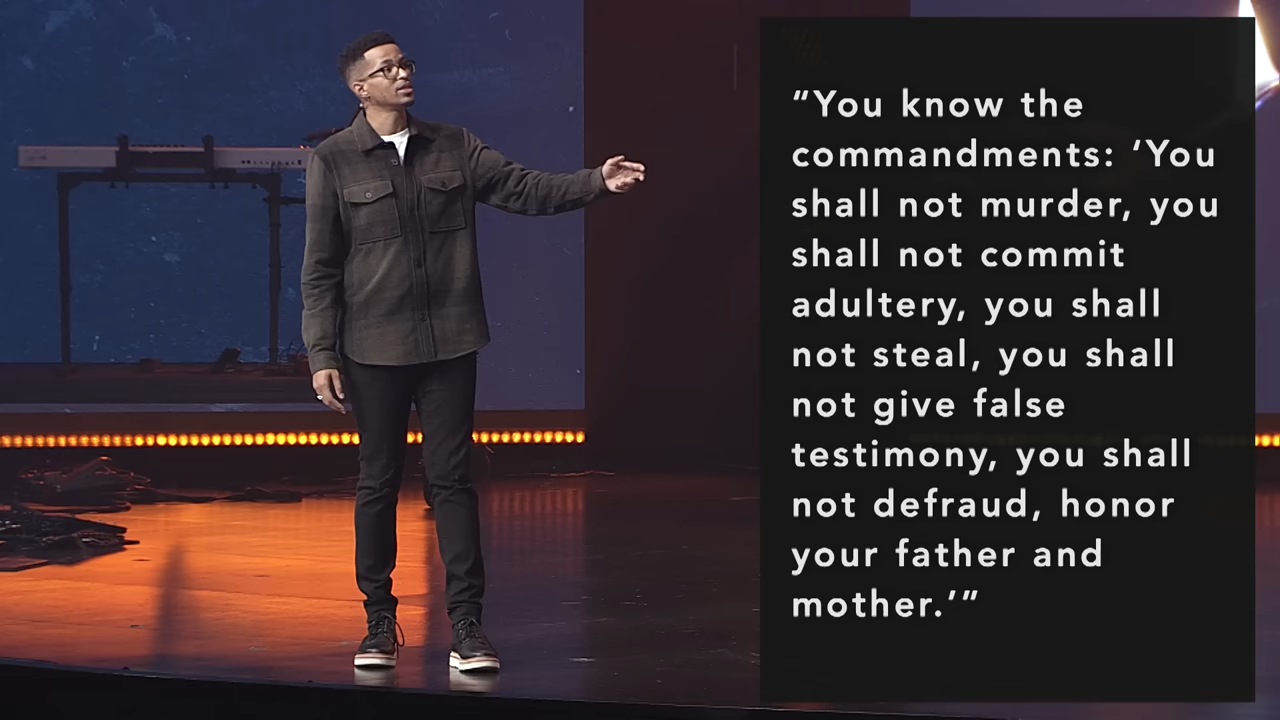 “You know the
commandments: ‘You
shall not murder, you
shall not commit
adultery, you shall
not steal, you shall
not give false
testimony, you shall
not defraud, honor
your father and
mother.’”